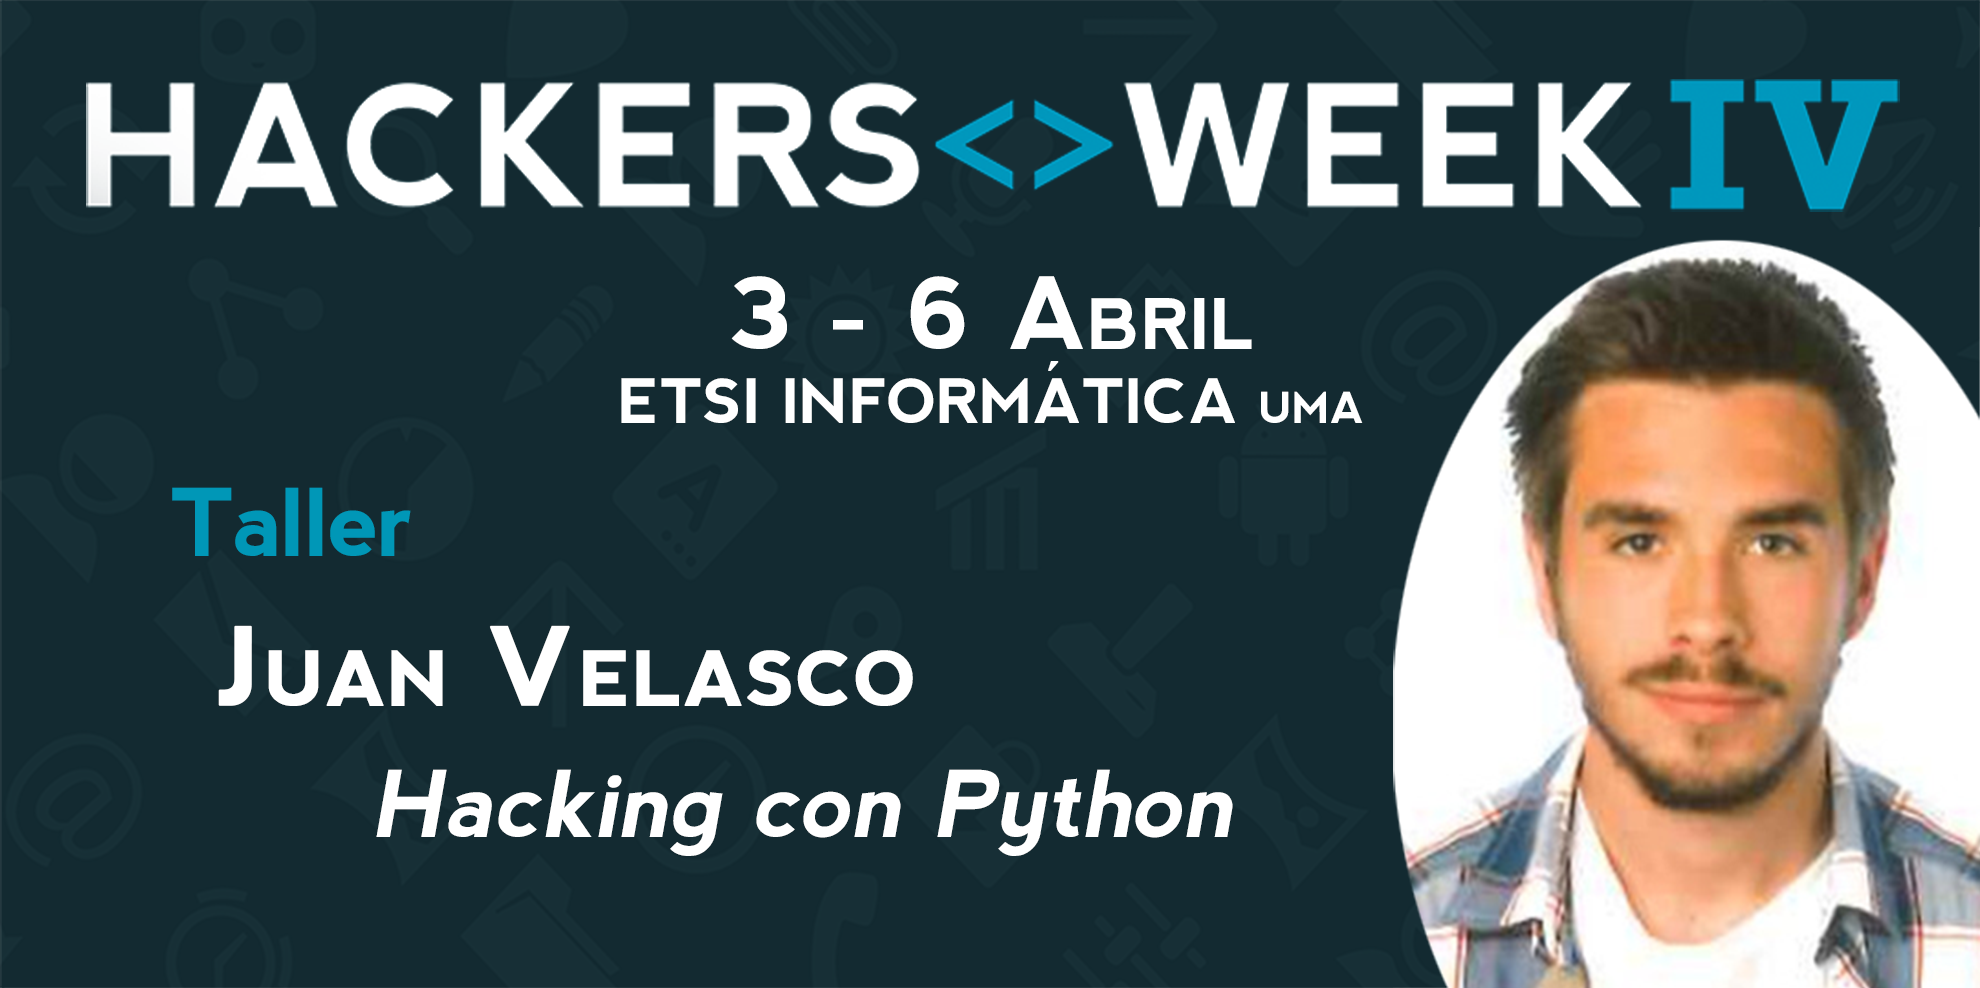 HACKERS<>WEEK IV
3 - 6 ABRIL
ETSI INFORMÁTICA UMA
Taller
JUAN VELASCO
Hacking con Python